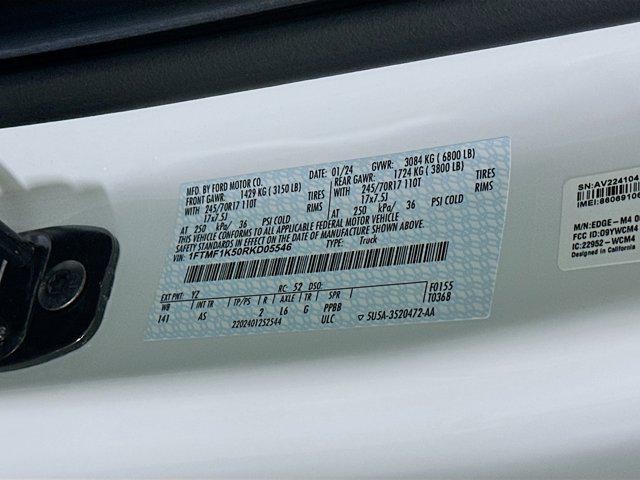 MFD. BY FORD MOTOR CO.
DATE: 01/24 GVWR: 3084 KG ( 6800 LB)
FRONT GAWR: 1429 KG ( 3150 LB)
REAR GAWR: 1724 KG ( 3800 LB)
245/70R17 110T TIRES
245/70R17 110T TIRES
17x7.5J RIMS
17x7.5J RIMS
AT 250 kPa/ 36 PSI COLD
AT 250 kPa/ 36 PSI COLD
THIS VEHICLE CONFORMS TO ALL APPLICABLE FEDERAL MOTOR VEHICLE
SAFETY STANDARDS IN EFFECT ON THE DATE OF MANUFACTURE SHOWN ABOVE.
VIN: 1FTMF1K50RKD05546
TYPE: Truck
EXT PNT: YZ RC: 52 DSO: F0155
WB INT TR TP/PS R AXLE TR SPR T0368
141 AS 2 L6 G PPBB
2202401252544 ULC ▽ 5U5A-3520472-AA
SN:AV224104
IMEI:86089106
M/N:EDGE-M4 D
FCC ID:O9YWCM4
IC:22952-WCM4
Designed in California